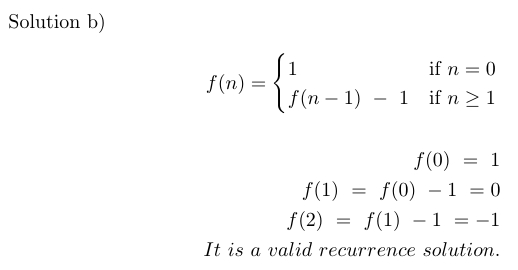 Solution b)
f(n) = { 1 if n = 0
f(n − 1) − 1 if n ≥ 1
f(0) = 1
f(1) = f(0) − 1 = 0
f(2) = f(1) − 1 = −1
It is a valid recurrence solution.